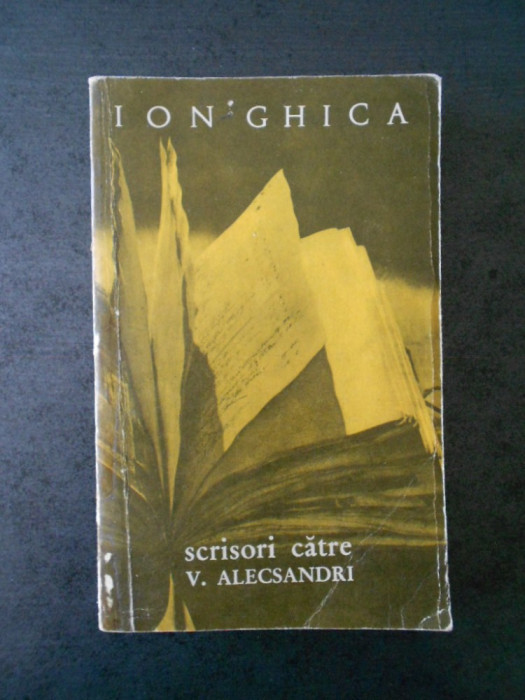 ION GHICA
scrisori către
V. ALECSANDRI